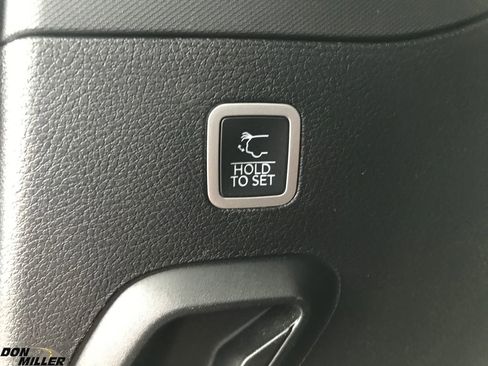 HOLD
TO SET
DON
MILLER